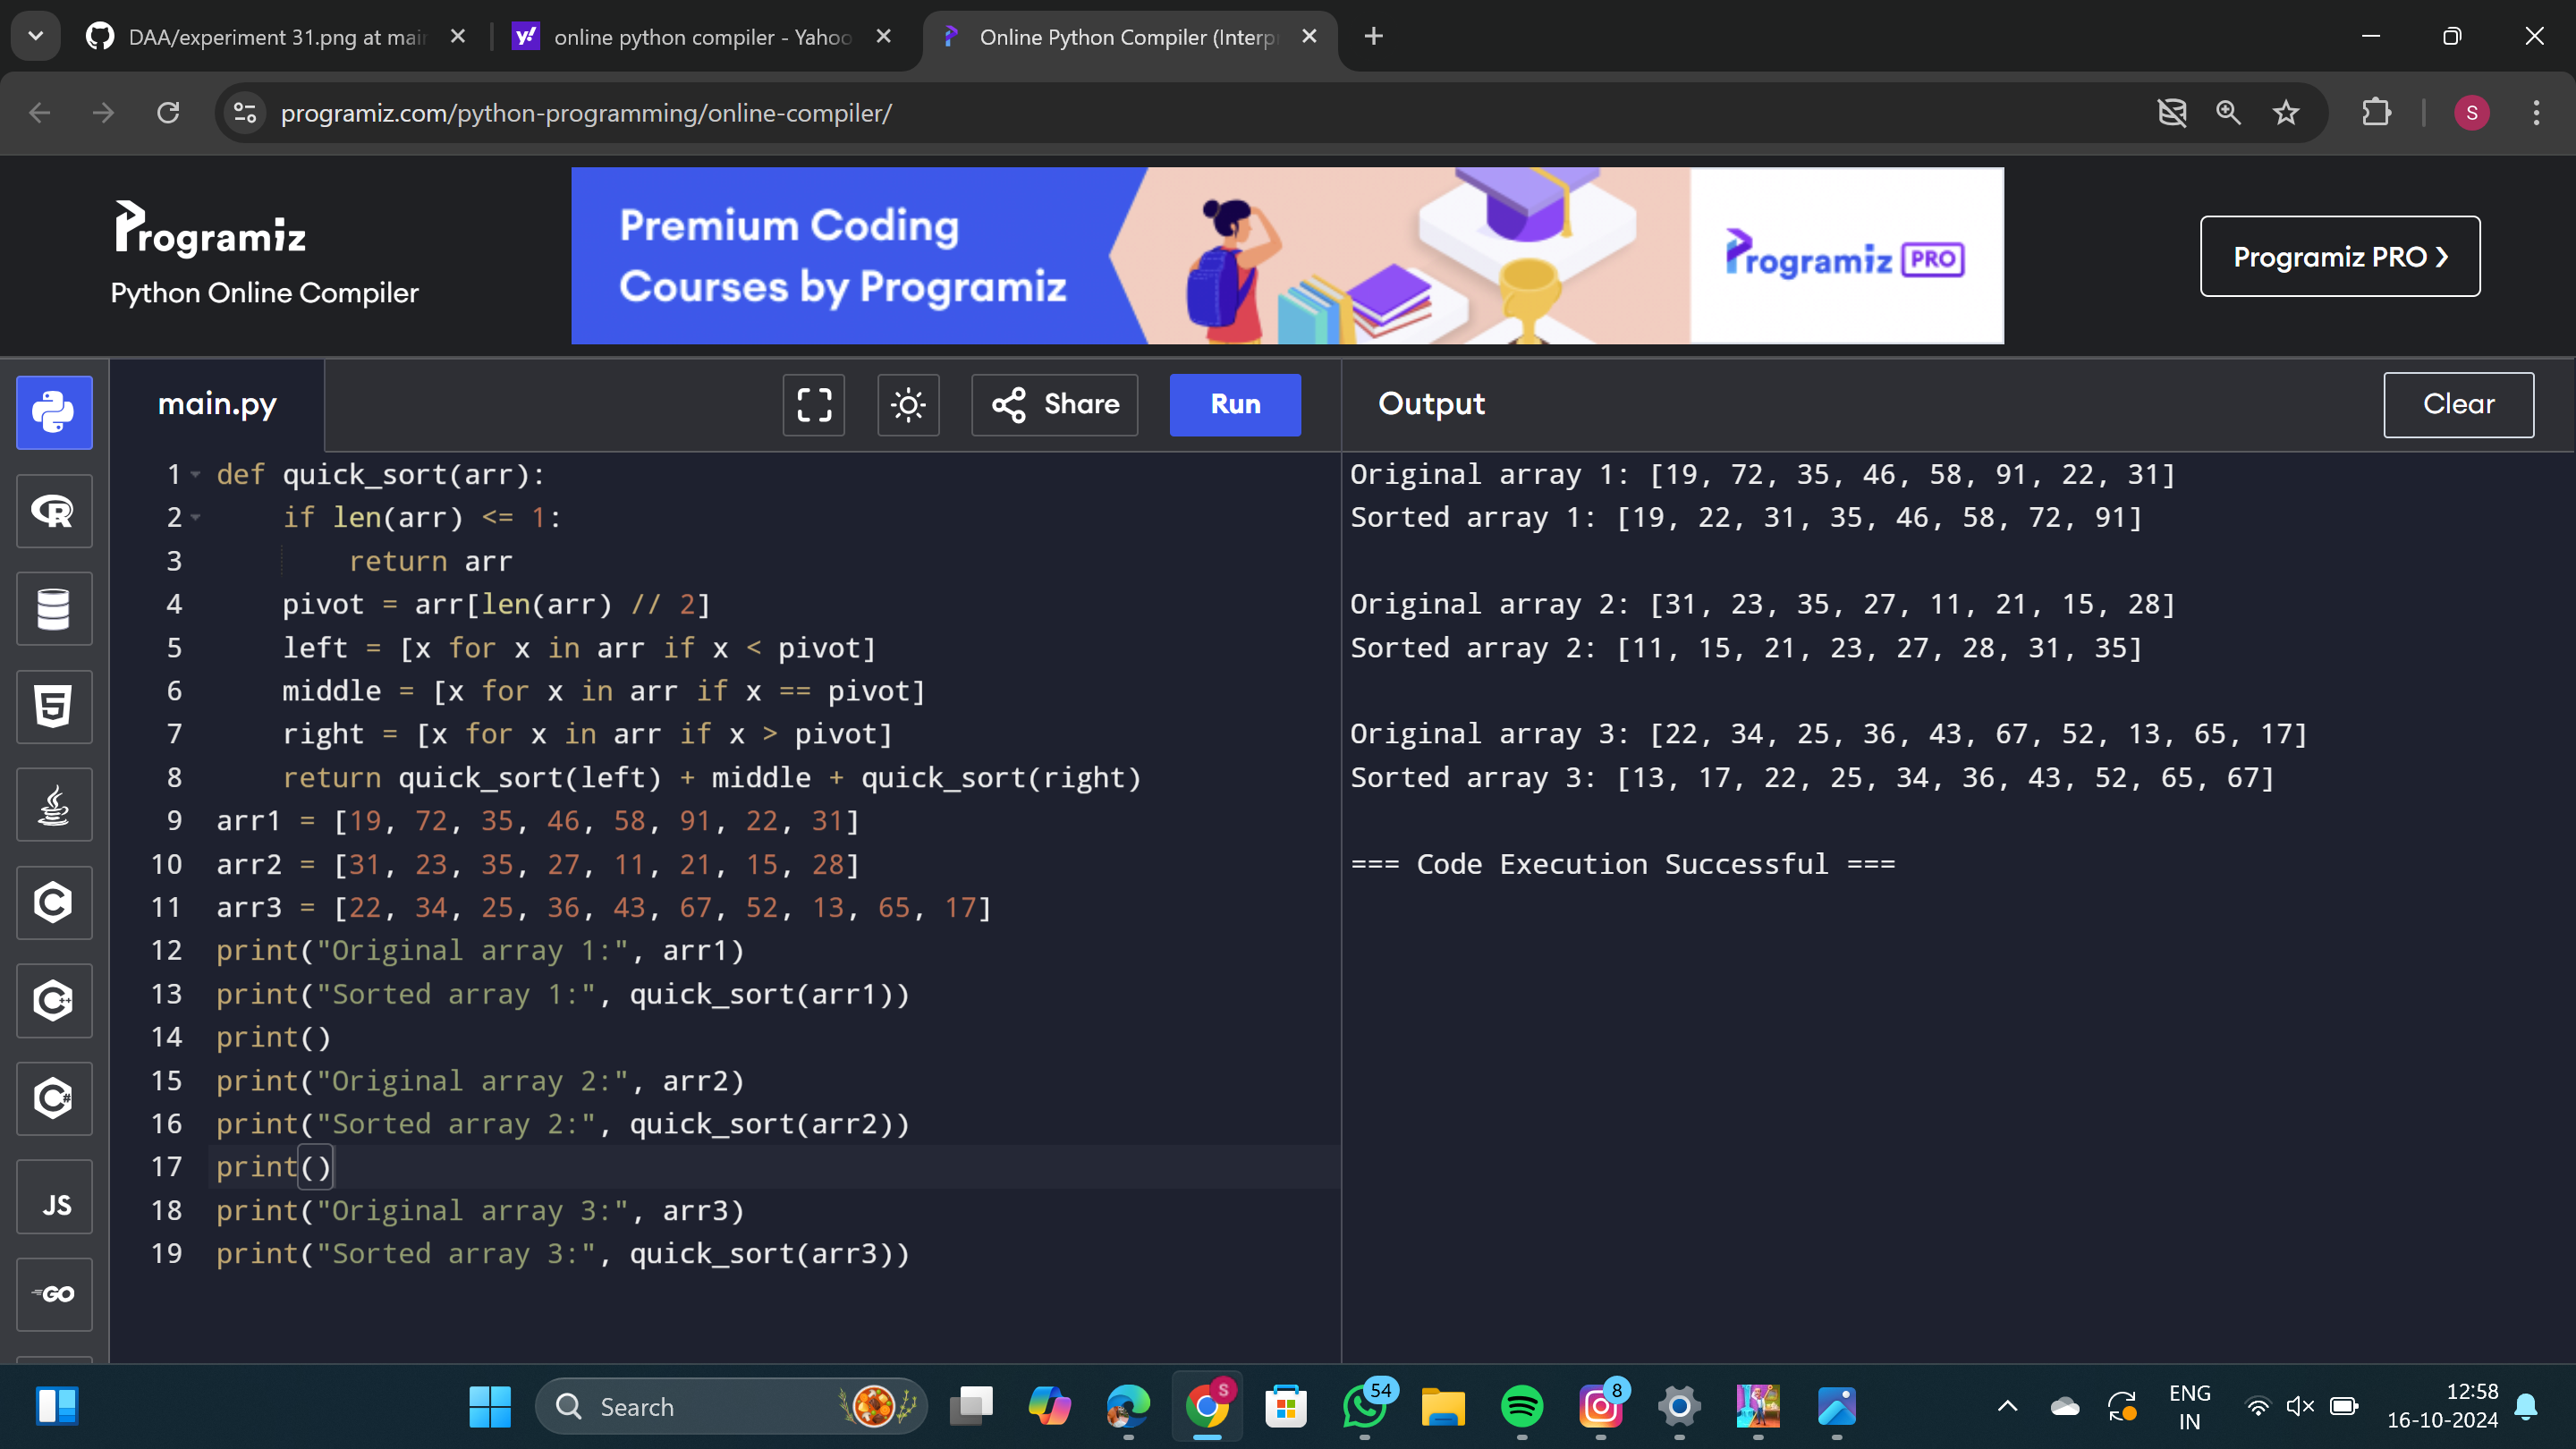 DAA/experiment 31.png at mai
online python compiler - Yahoo
Online Python Compiler (Interp
programiz.com/python-programming/online-compiler/
S
Programiz
Python Online Compiler
Premium Coding
Courses by Programiz
Programiz PRO
Programiz PRO ❯
main.py
Share
Run
Output
Clear
1 def quick_sort(arr):
2     if len(arr) <= 1:
3         return arr
4     pivot = arr[len(arr) // 2]
5     left = [x for x in arr if x < pivot]
6     middle = [x for x in arr if x == pivot]
7     right = [x for x in arr if x > pivot]
8     return quick_sort(left) + middle + quick_sort(right)
9 arr1 = [19, 72, 35, 46, 58, 91, 22, 31]
10 arr2 = [31, 23, 35, 27, 11, 21, 15, 28]
11 arr3 = [22, 34, 25, 36, 43, 67, 52, 13, 65, 17]
12 print("Original array 1:", arr1)
13 print("Sorted array 1:", quick_sort(arr1))
14 print()
15 print("Original array 2:", arr2)
16 print("Sorted array 2:", quick_sort(arr2))
17 print()
18 print("Original array 3:", arr3)
19 print("Sorted array 3:", quick_sort(arr3))
Original array 1: [19, 72, 35, 46, 58, 91, 22, 31]
Sorted array 1: [19, 22, 31, 35, 46, 58, 72, 91]
Original array 2: [31, 23, 35, 27, 11, 21, 15, 28]
Sorted array 2: [11, 15, 21, 23, 27, 28, 31, 35]
Original array 3: [22, 34, 25, 36, 43, 67, 52, 13, 65, 17]
Sorted array 3: [13, 17, 22, 25, 34, 36, 43, 52, 65, 67]
=== Code Execution Successful ===
R
5
C
C++
C#
JS
GO
Search
S
54
8
ENG
IN
12:58
16-10-2024